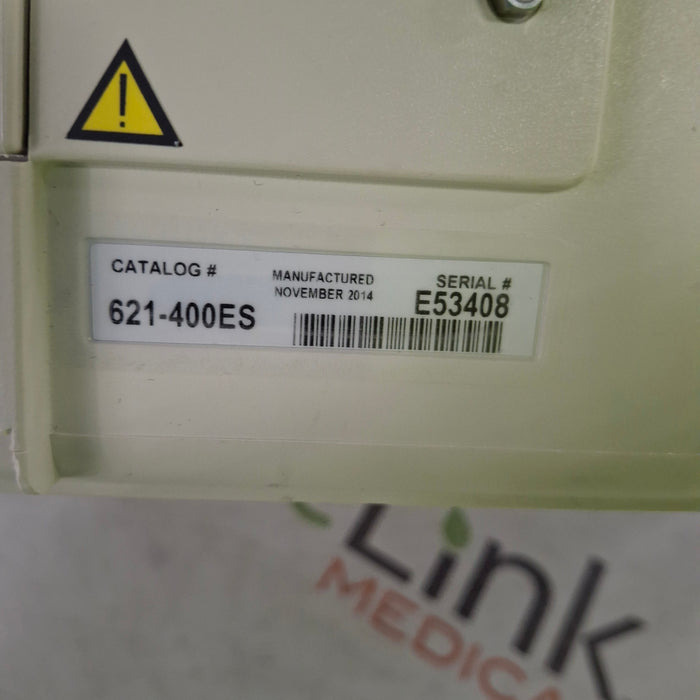 CATALOG #
621-400ES
MANUFACTURED
NOVEMBER 2014
SERIAL #
E53408
Link
MEDICA